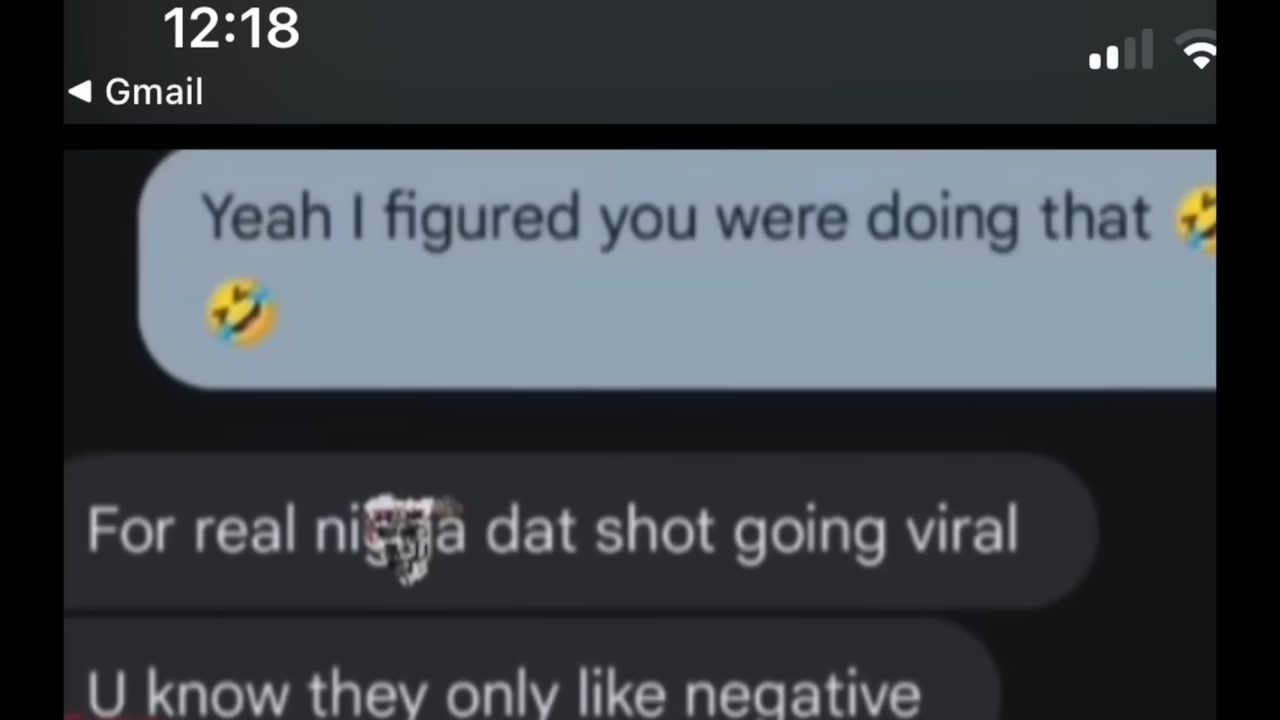 12:18
◀ Gmail
Yeah I figured you were doing that 🤣
🤣
For real dat shot going viral
U know they only like negative